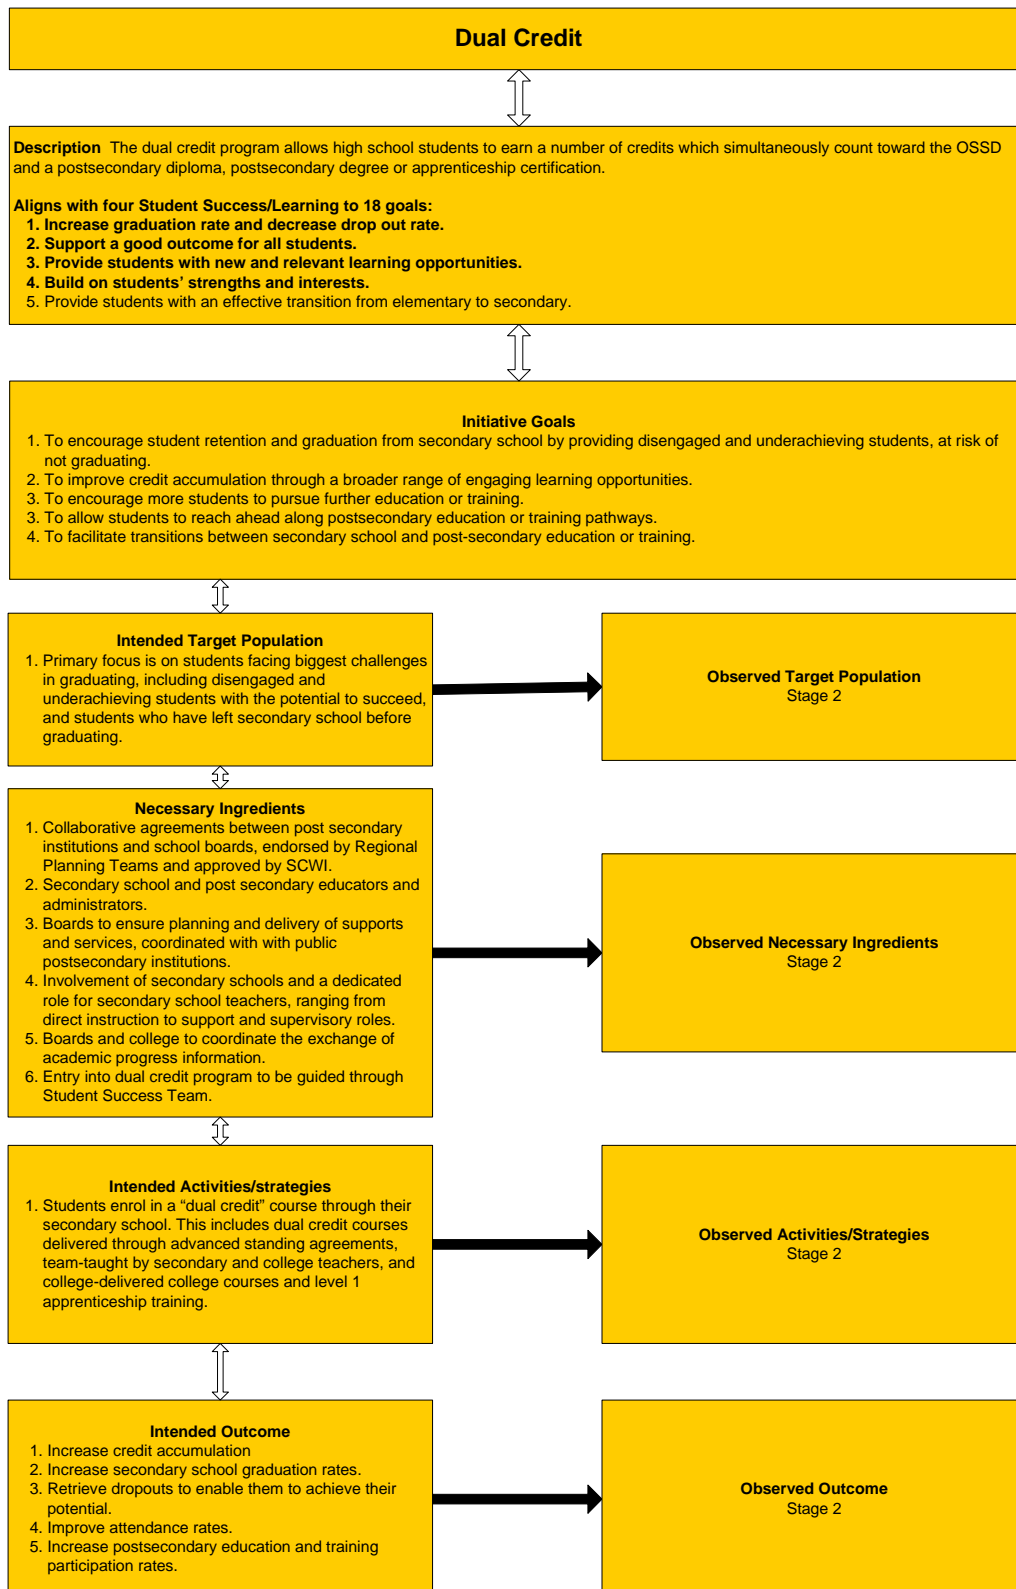 Dual Credit
Description The dual credit program allows high school students to earn a number of credits which simultaneously count toward the OSSD
and a postsecondary diploma, postsecondary degree or apprenticeship certification.
Aligns with four Student Success/Learning to 18 goals:
1. Increase graduation rate and decrease drop out rate.
2. Support a good outcome for all students.
3. Provide students with new and relevant learning opportunities.
4. Build on students’ strengths and interests.
5. Provide students with an effective transition from elementary to secondary.
Initiative Goals
1. To encourage student retention and graduation from secondary school by providing disengaged and underachieving students, at risk of
not graduating.
2. To improve credit accumulation through a broader range of engaging learning opportunities.
3. To encourage more students to pursue further education or training.
3. To allow students to reach ahead along postsecondary education or training pathways.
4. To facilitate transitions between secondary school and post-secondary education or training.
Intended Target Population
1. Primary focus is on students facing biggest challenges
in graduating, including disengaged and
underachieving students with the potential to succeed,
and students who have left secondary school before
graduating.
Observed Target Population
Stage 2
Necessary Ingredients
1. Collaborative agreements between post secondary
institutions and school boards, endorsed by Regional
Planning Teams and approved by SCWI.
2. Secondary school and post secondary educators and
administrators.
3. Boards to ensure planning and delivery of supports
and services, coordinated with with public
postsecondary institutions.
4. Involvement of secondary schools and a dedicated
role for secondary school teachers, ranging from
direct instruction to support and supervisory roles.
5. Boards and college to coordinate the exchange of
academic progress information.
6. Entry into dual credit program to be guided through
Student Success Team.
Observed Necessary Ingredients
Stage 2
Intended Activities/strategies
1. Students enrol in a “dual credit” course through their
secondary school. This includes dual credit courses
delivered through advanced standing agreements,
team-taught by secondary and college teachers, and
college-delivered college courses and level 1
apprenticeship training.
Observed Activities/Strategies
Stage 2
Intended Outcome
1. Increase credit accumulation
2. Increase secondary school graduation rates.
3. Retrieve dropouts to enable them to achieve their
potential.
4. Improve attendance rates.
5. Increase postsecondary education and training
participation rates.
Observed Outcome
Stage 2